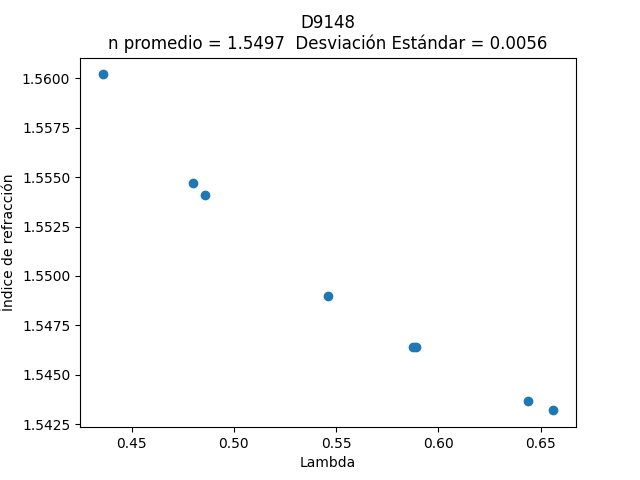 D9148
n promedio = 1.5497 Desviación Estándar = 0.0056
Índice de refracción
1.5600
1.5575
1.5550
1.5525
1.5500
1.5475
1.5450
1.5425
0.45 0.50 0.55 0.60 0.65
Lambda